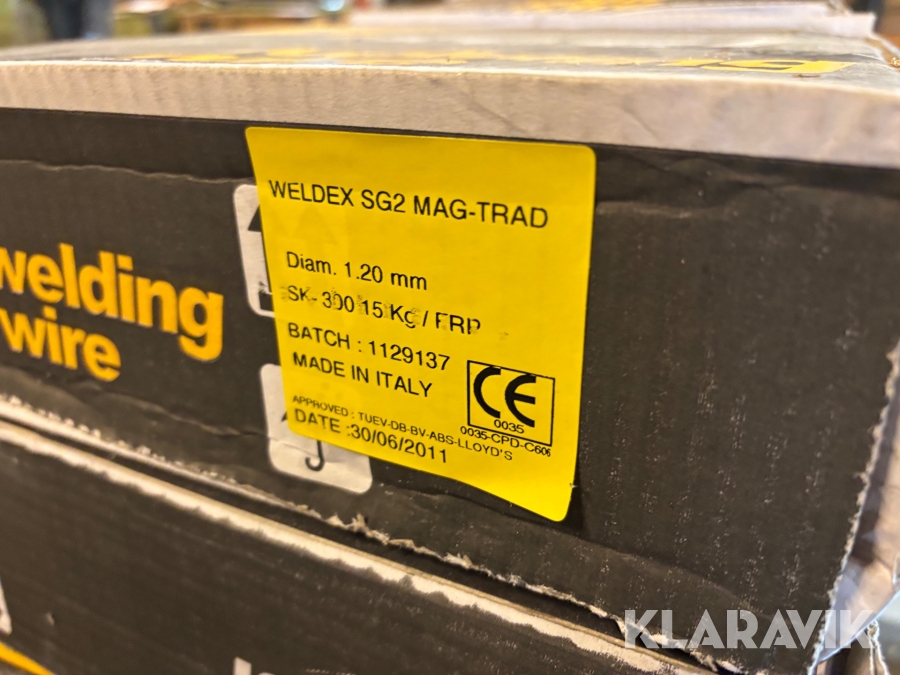 WELDEX SG2 MAG-TRAD
Diam. 1.20 mm
SK-300 15 Kg / ERP
BATCH : 1129137
MADE IN ITALY
APPROVED : TUEV-DB-BV-ABS-LLOYD'S
DATE :30/06/2011
CE
0035
0035-CPD-C606
welding
wire
KLARAVIK